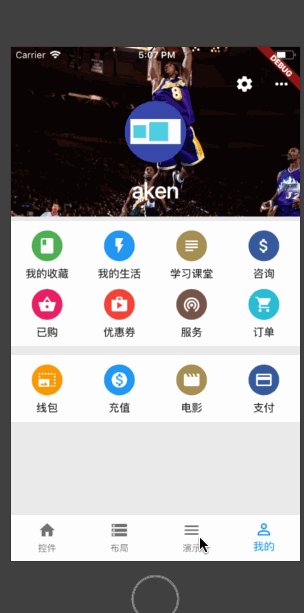 Carrier 5:07 PM
DEBUG
8
aken
我的收藏 我的生活 学习课堂 咨询
已购 优惠券 服务 订单
线包 充值 电影 支付
控件 布局 演示 我的